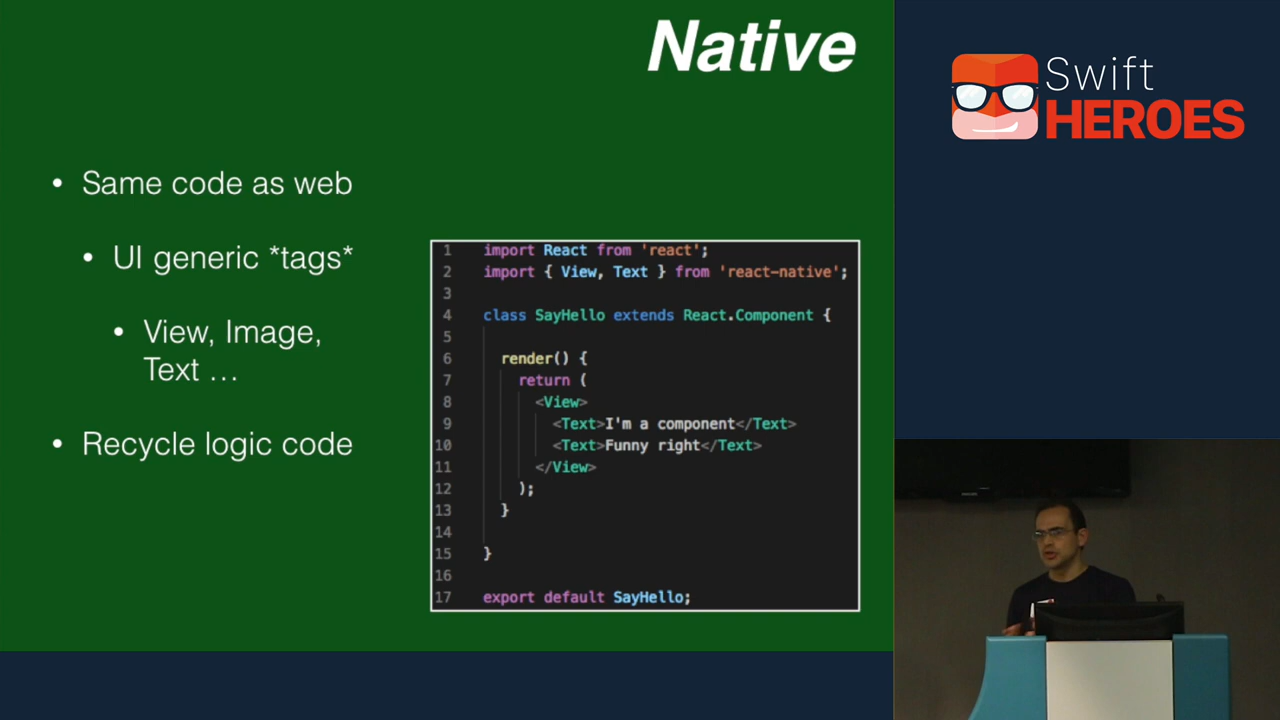 Native
Swift
HEROES
• Same code as web
• UI generic *tags*
• View, Image,
Text …
• Recycle logic code
1 import React from 'react';
2 import { View, Text } from 'react-native';
3
4 class SayHello extends React.Component {
5
6 render() {
7 return (
8 <View>
9 <Text>I'm a component</Text>
10 <Text>Funny right</Text>
11 </View>
12 );
13 }
14
15 }
16
17 export default SayHello;